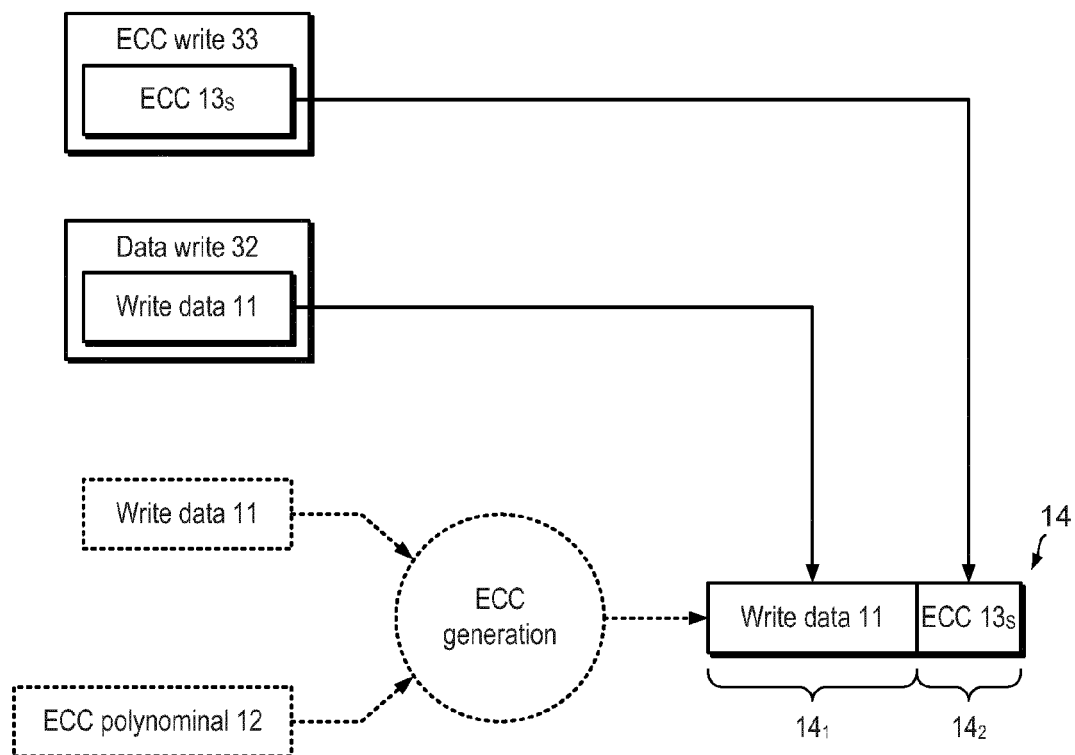 ECC write 33
ECC 13s
Data write 32
Write data 11
Write data 11
ECC
generation
ECC polynominal 12
14
Write data 11
ECC 13s
14₁
14₂